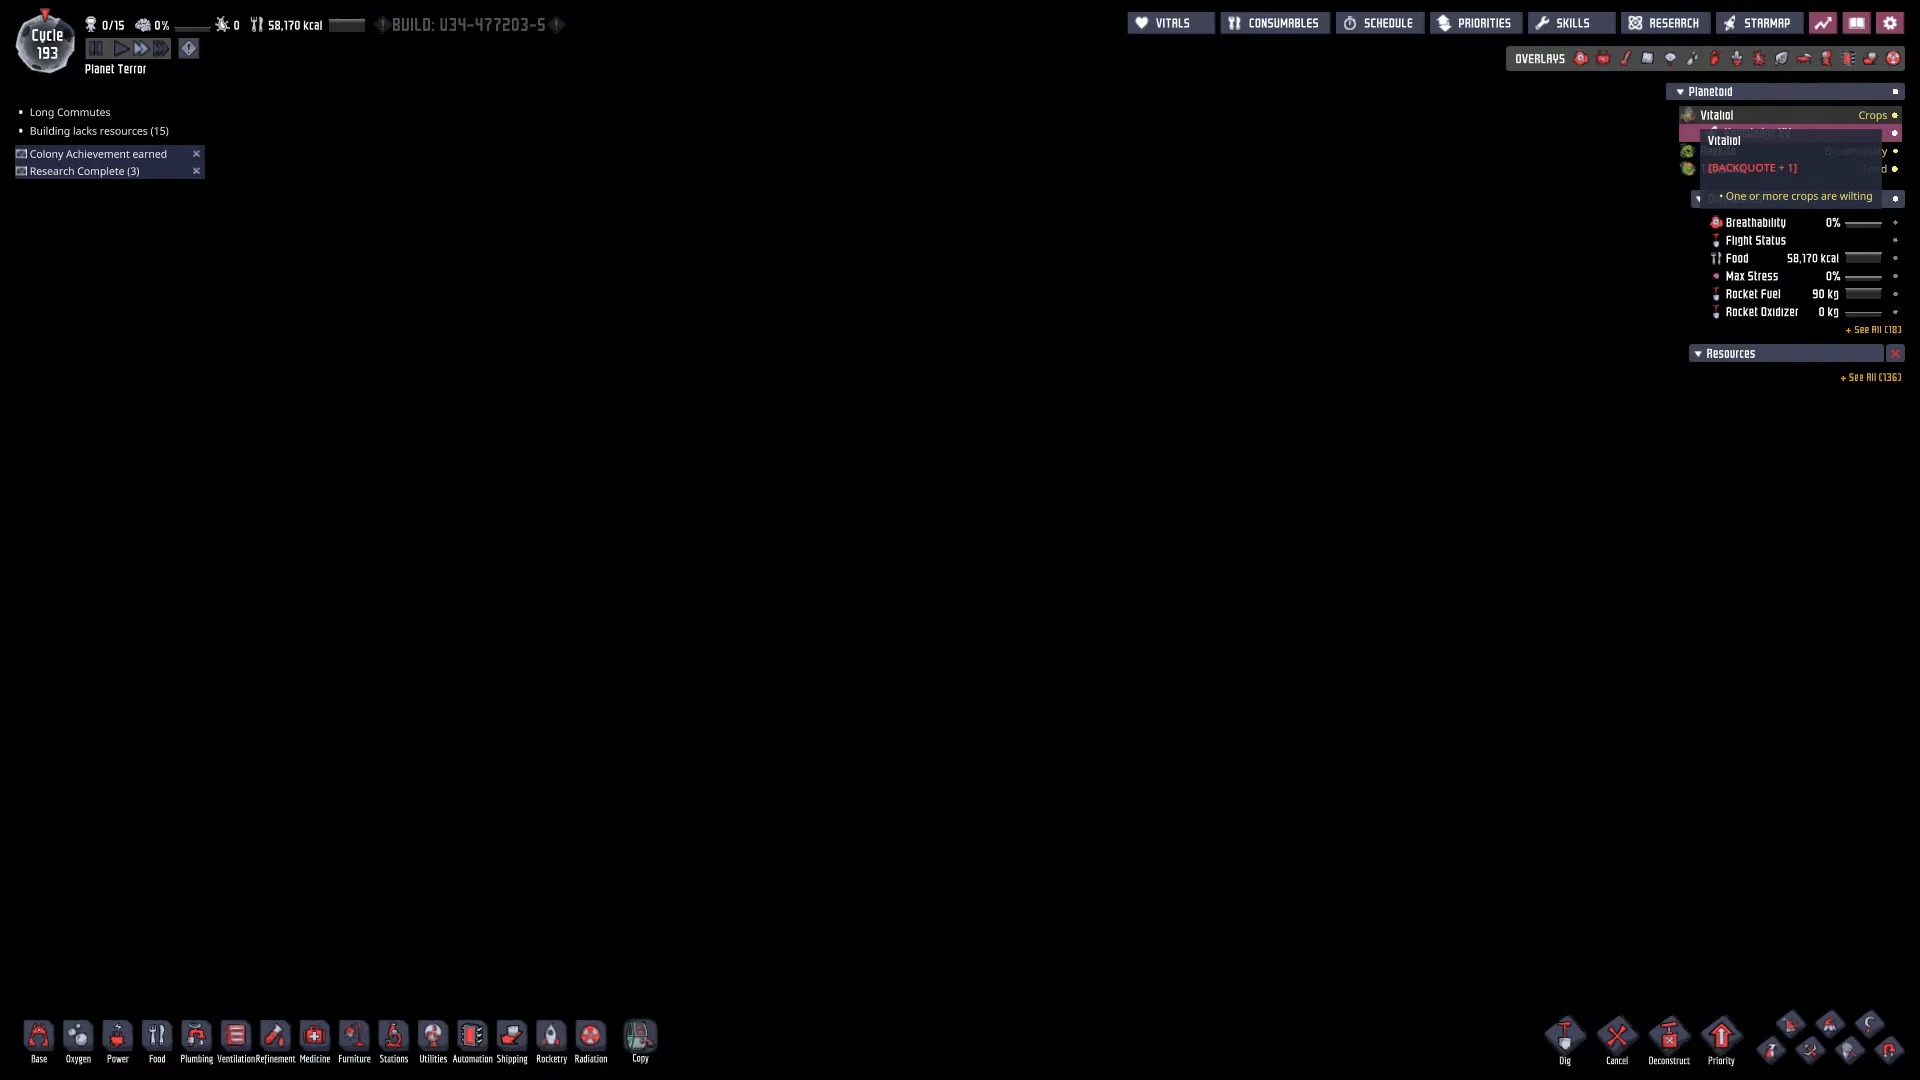 Cycle
193
0/15
0%
0
58,170 kcal
BUILD: U34-477203-S
Planet Terror
VITALS
CONSUMABLES
SCHEDULE
PRIORITIES
SKILLS
RESEARCH
STARMAP
OVERLAYS
• Long Commutes
• Building lacks resources (15)
Colony Achievement earned
Research Complete (3)
Planetoid
Vitaliol
Crops
Vitaliol
[BACKQUOTE + 1]
• One or more crops are wilting
Breathability 0%
Flight Status
Food 58,170 kcal
Max Stress 0%
Rocket Fuel 90 kg
Rocket Oxidizer 0 kg
+ See All (18)
Resources
+ See All (136)
Base
Oxygen
Power
Food
Plumbing
Ventilation
Refinement
Medicine
Furniture
Stations
Utilities
Automation
Shipping
Rocketry
Radiation
Copy
Dig
Cancel
Deconstruct
Priority